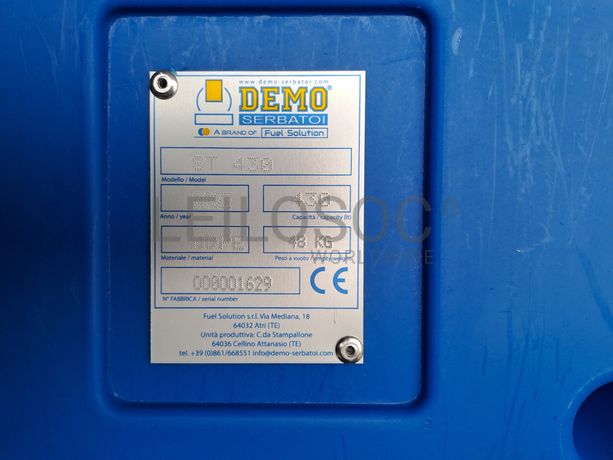 www.demo-serbatoi.com
DEMO®
SERBATOI
A BRAND OF Fuel Solution
ST 430
Modello / Model
430
Anno / year Capacità / capacity (lt)
48 KG
Materiale / material Peso a vuoto / empty weight
000001629 CE
N° FABBRICA / serial number
Fuel Solution s.r.l. Via Mediana, 18
64032 Atri (TE)
Unità produttiva: C.da Stampallone
64036 Cellino Attanasio (TE)
tel. +39 (0)861/668551 info@demo-serbatoi.com
LEILOSOC®
WORLDWIDE